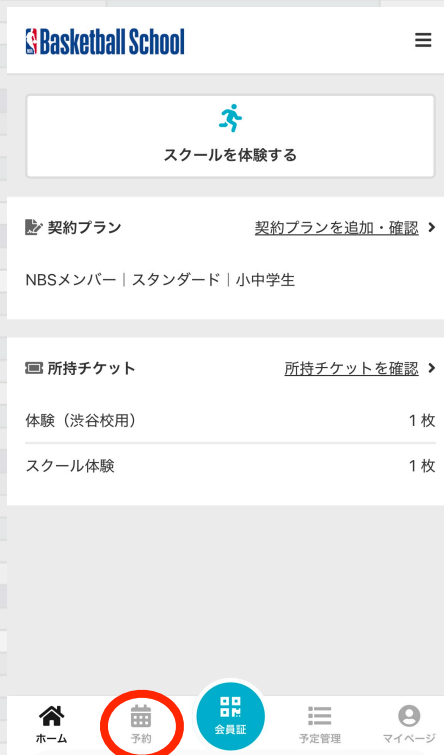 NBA Basketball School
スクールを体験する
契約プラン 契約プランを追加・確認
NBSメンバー｜スタンダード｜小中学生
所持チケット 所持チケットを確認
体験（渋谷校用） 1 枚
スクール体験 1 枚
ホーム 予約 会員証 予定管理 マイページ